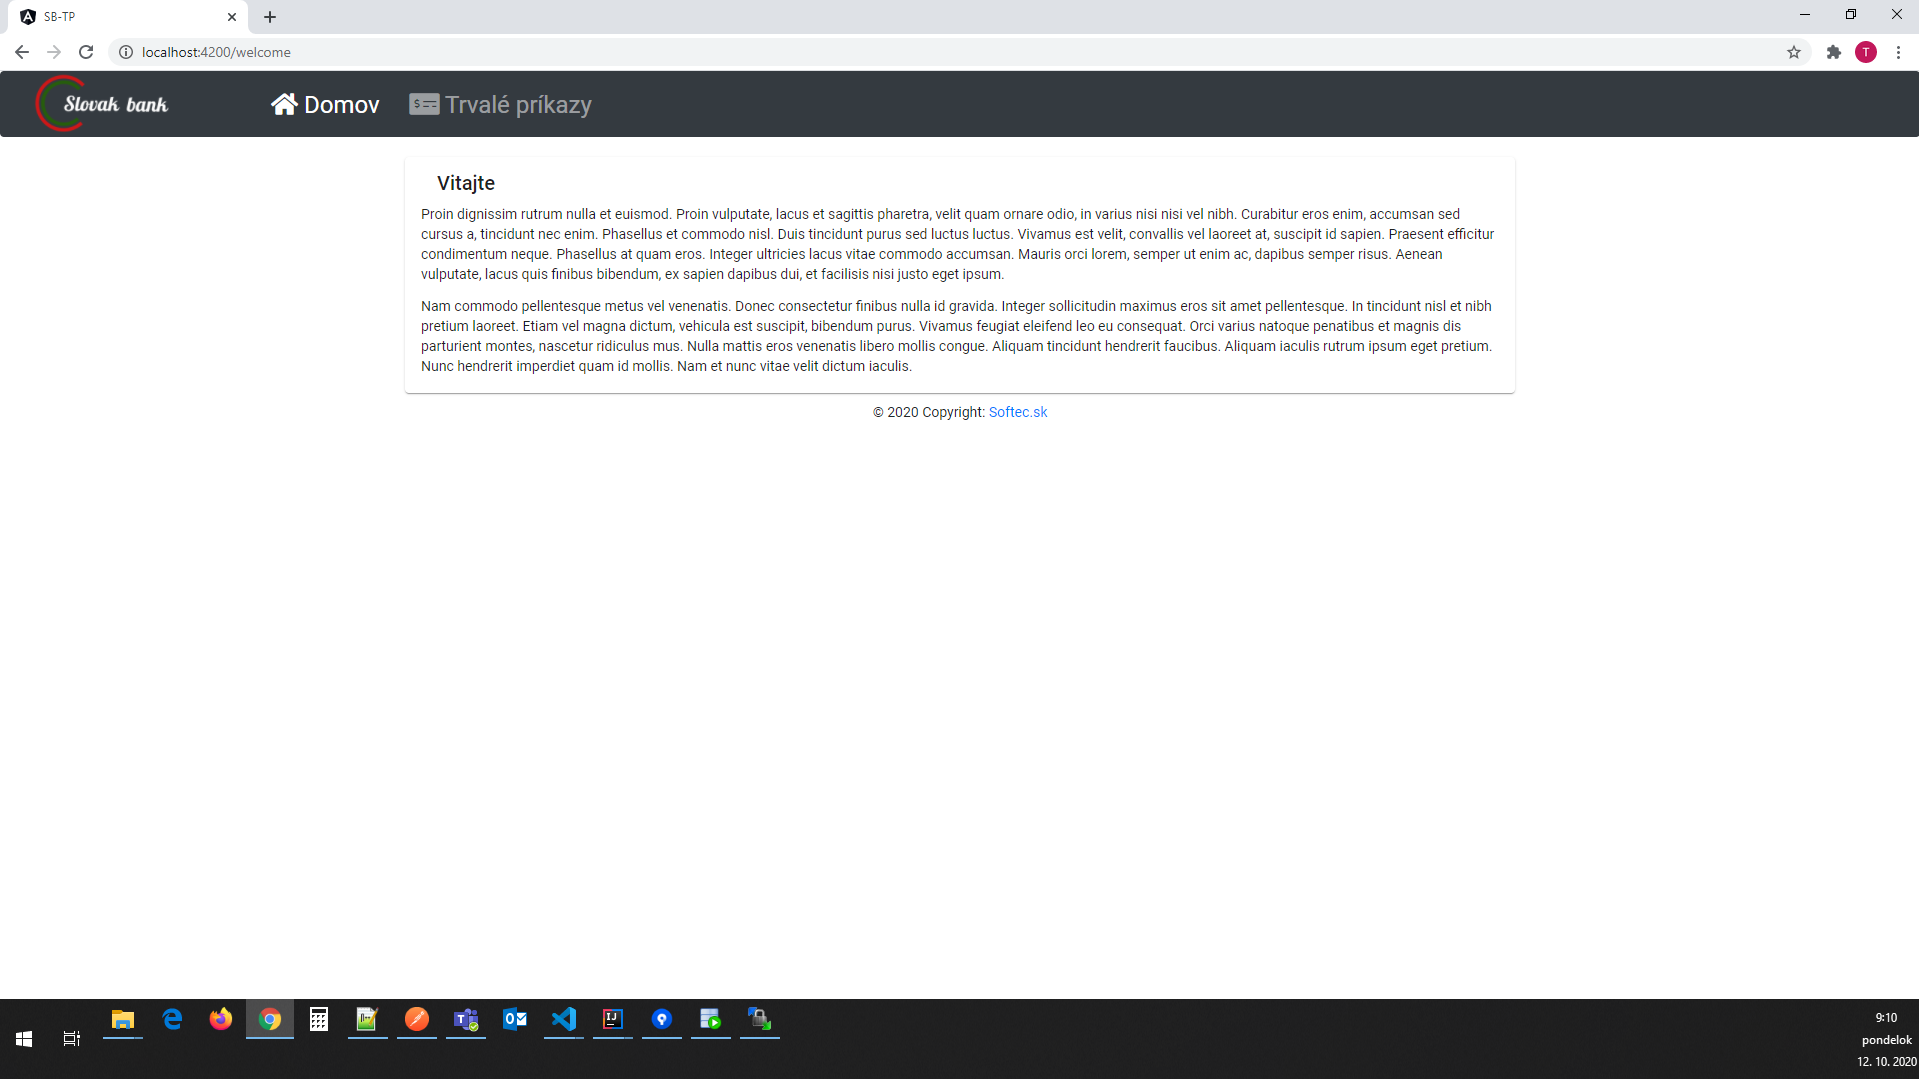 SB-TP
localhost:4200/welcome
T
Slovak bank
Domov
Trvalé príkazy
Vitajte
Proin dignissim rutrum nulla et euismod. Proin vulputate, lacus et sagittis pharetra, velit quam ornare odio, in varius nisi nisi vel nibh. Curabitur eros enim, accumsan sed
cursus a, tincidunt nec enim. Phasellus et commodo nisl. Duis tincidunt purus sed luctus luctus. Vivamus est velit, convallis vel laoreet at, suscipit id sapien. Praesent efficitur
condimentum neque. Phasellus at quam eros. Integer ultricies lacus vitae commodo accumsan. Mauris orci lorem, semper ut enim ac, dapibus semper risus. Aenean
vulputate, lacus quis finibus bibendum, ex sapien dapibus dui, et facilisis nisi justo eget ipsum.
Nam commodo pellentesque metus vel venenatis. Donec consectetur finibus nulla id gravida. Integer sollicitudin maximus eros sit amet pellentesque. In tincidunt nisl et nibh
pretium laoreet. Etiam vel magna dictum, vehicula est suscipit, bibendum purus. Vivamus feugiat eleifend leo eu consequat. Orci varius natoque penatibus et magnis dis
parturient montes, nascetur ridiculus mus. Nulla mattis eros venenatis libero mollis congue. Aliquam tincidunt hendrerit faucibus. Aliquam iaculis rutrum ipsum eget pretium.
Nunc hendrerit imperdiet quam id mollis. Nam et nunc vitae velit dictum iaculis.
© 2020 Copyright: Softec.sk
9:10
pondelok
12. 10. 2020